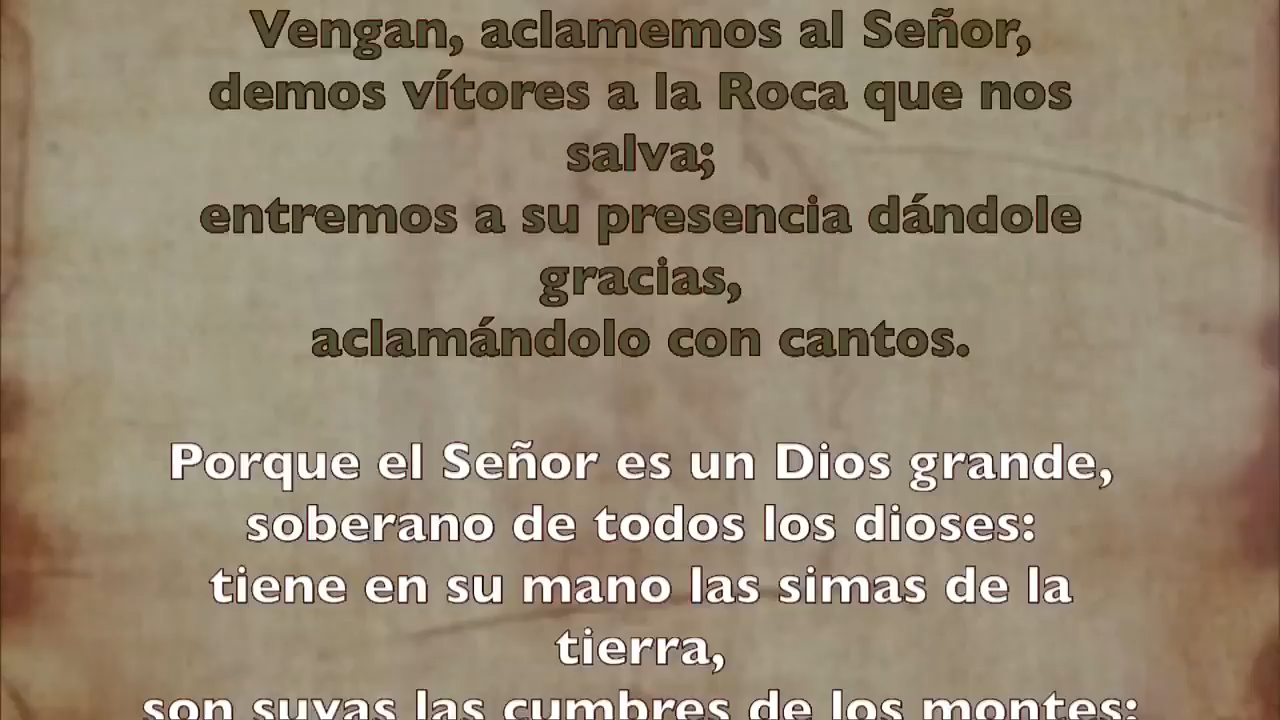 Vengan, aclamemos al Señor,
demos vítores a la Roca que nos
salva;
entremos a su presencia dándole
gracias,
aclamándolo con cantos.
Porque el Señor es un Dios grande,
soberano de todos los dioses:
tiene en su mano las simas de la
tierra,
son suyas las cumbres de los montes;